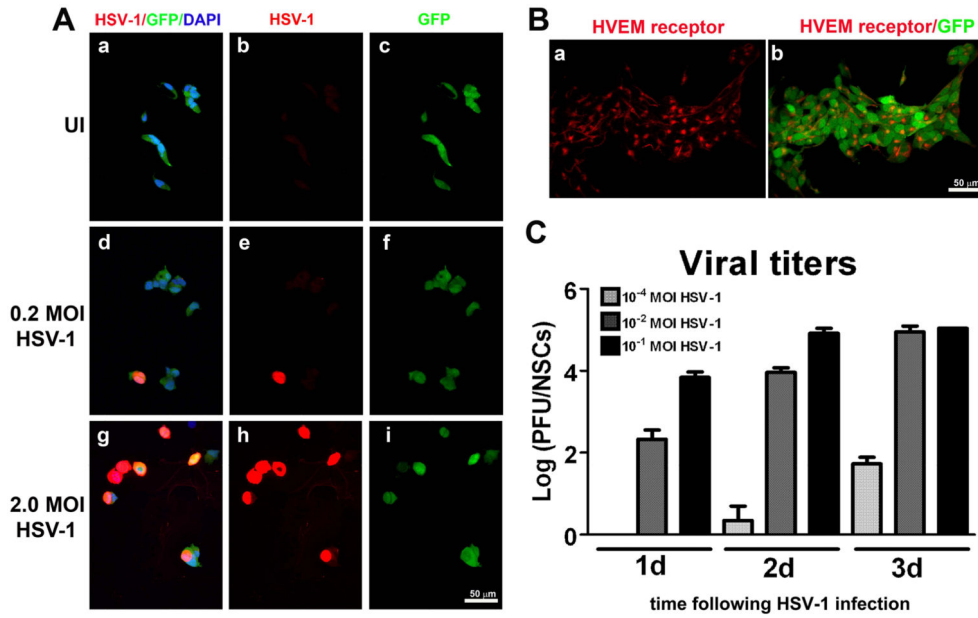 A
HSV-1/GFP/DAPI
HSV-1
GFP
a
b
c
UI
d
e
f
0.2 MOI
HSV-1
g
h
i
2.0 MOI
HSV-1
50 μm
B
HVEM receptor
HVEM receptor/GFP
a
b
50 μm
C
Viral titers
10⁻⁴ MOI HSV-1
10⁻² MOI HSV-1
10⁻¹ MOI HSV-1
Log (PFU/NSCs)
6
4
2
0
1d
2d
3d
time following HSV-1 infection